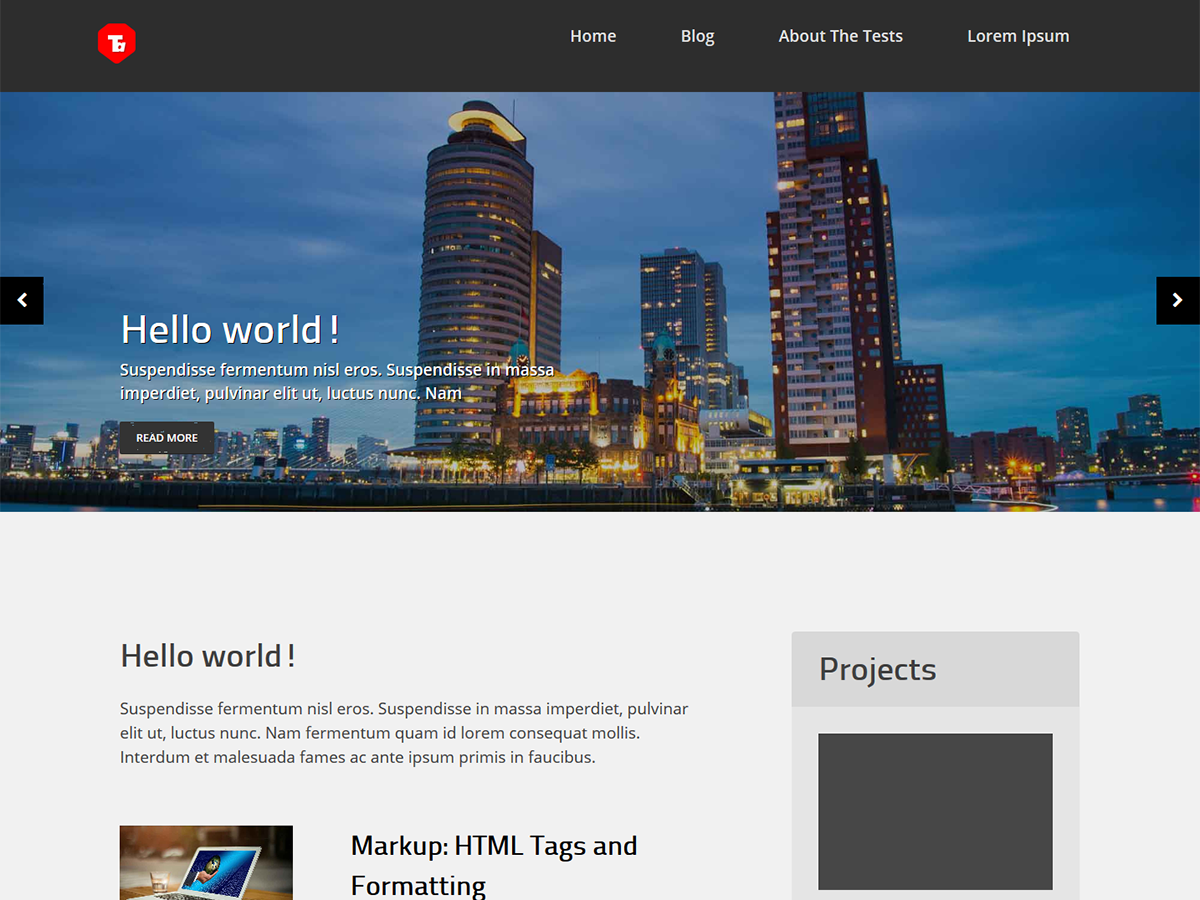 Home Blog About The Tests Lorem Ipsum
Hello world!
Suspendisse fermentum nisl eros. Suspendisse in massa
imperdiet, pulvinar elit ut, luctus nunc. Nam
READ MORE
Hello world!
Suspendisse fermentum nisl eros. Suspendisse in massa imperdiet, pulvinar
elit ut, luctus nunc. Nam fermentum quam id lorem consequat mollis.
Interdum et malesuada fames ac ante ipsum primis in faucibus.
Markup: HTML Tags and
Formatting
Projects